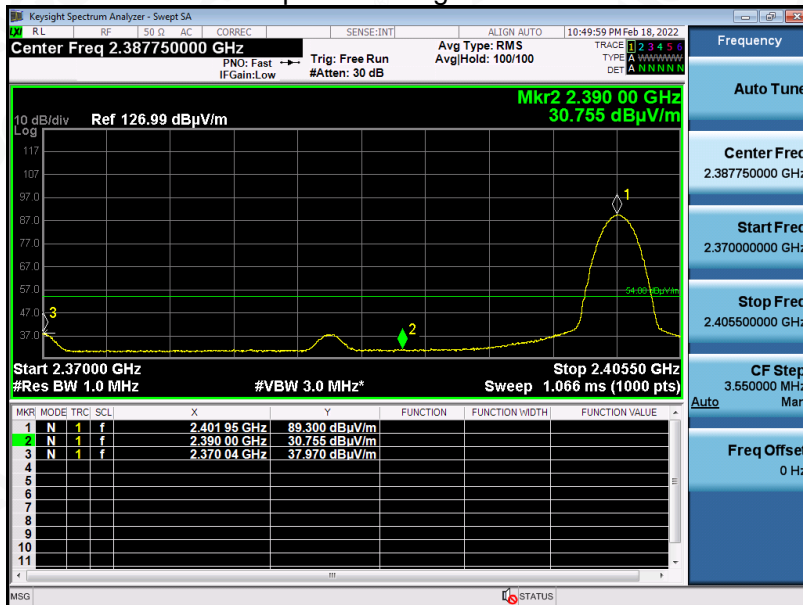 Keysight Spectrum Analyzer - Swept SA
LXI RL RF 50 Ω AC CORREC SENSE:INT ALIGN AUTO 10:49:59 PM Feb 18, 2022
Center Freq 2.387750000 GHz
PNO: Fast
IFGain:Low
Trig: Free Run
#Atten: 30 dB
Avg Type: RMS
Avg|Hold: 100/100
TRACE 1 2 3 4 5 6
TYPE A WWWWW
DET A N N N N N
Mkr2 2.390 00 GHz
30.755 dBµV/m
10 dB/div Ref 126.99 dBµV/m
Log
117
107
97.0
87.0
77.0
67.0
57.0
47.0
37.0
1
54.00 dBµV/m
3
2
Start 2.37000 GHz Stop 2.40550 GHz
#Res BW 1.0 MHz #VBW 3.0 MHz* Sweep 1.066 ms (1000 pts)
MKR MODE TRC SCL X Y FUNCTION FUNCTION WIDTH FUNCTION VALUE
1 N 1 f 2.401 95 GHz 89.300 dBµV/m
2 N 1 f 2.390 00 GHz 30.755 dBµV/m
3 N 1 f 2.370 04 GHz 37.970 dBµV/m
4
5
6
7
8
9
10
11
MSG STATUS
Frequency
Auto Tune
Center Freq
2.387750000 GHz
Start Freq
2.370000000 GHz
Stop Freq
2.405500000 GHz
CF Step
3.550000 MHz
Auto Man
Freq Offset
0 Hz